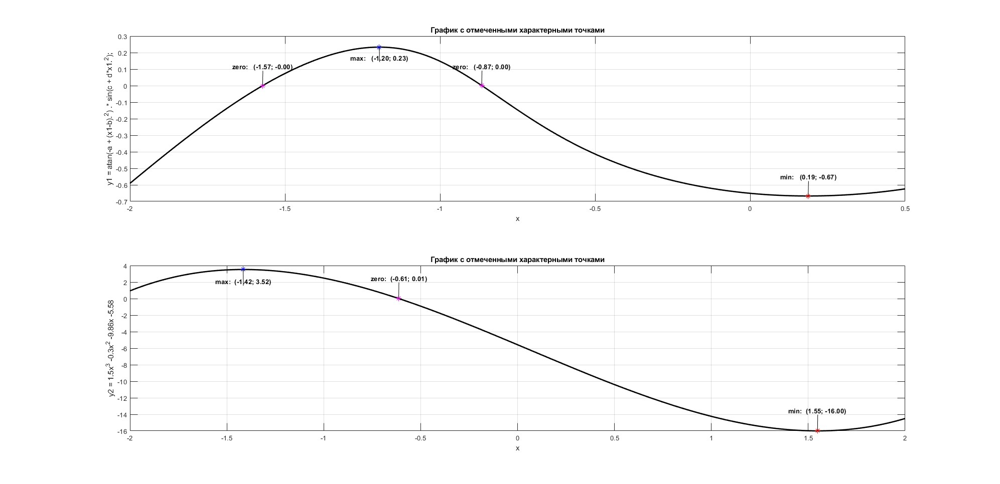 График с отмеченными характерными точками
y1 = atan(-a + (x1-b).^2) .* sin(c + d*x1.^2);
0.3
0.2
0.1
0
-0.1
-0.2
-0.3
-0.4
-0.5
-0.6
-0.7
max: (-1.20; 0.23)
zero: (-1.57; -0.00)
zero: (-0.87; 0.00)
min: (0.19; -0.67)
-2 -1.5 -1 -0.5 0 0.5
x
График с отмеченными характерными точками
y2 = 1.5x^3 -0.3x^2 -9.86x -5.58
4
2
0
-2
-4
-6
-8
-10
-12
-14
-16
zero: (-0.61; 0.01)
max: (-1.42; 3.52)
min: (1.55; -16.00)
-2 -1.5 -1 -0.5 0 0.5 1 1.5 2
x